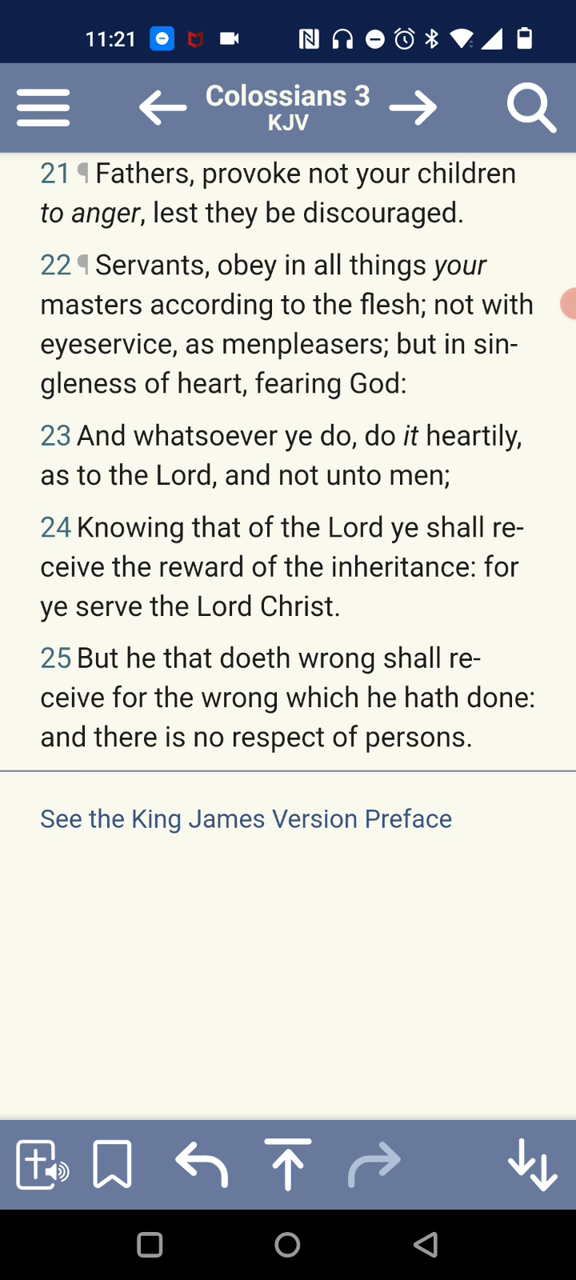 11:21
Colossians 3
KJV
21 ¶ Fathers, provoke not your children
to anger, lest they be discouraged.
22 ¶ Servants, obey in all things your
masters according to the flesh; not with
eyeservice, as menpleasers; but in sin-
gleness of heart, fearing God:
23 And whatsoever ye do, do it heartily,
as to the Lord, and not unto men;
24 Knowing that of the Lord ye shall re-
ceive the reward of the inheritance: for
ye serve the Lord Christ.
25 But he that doeth wrong shall re-
ceive for the wrong which he hath done:
and there is no respect of persons.
See the King James Version Preface